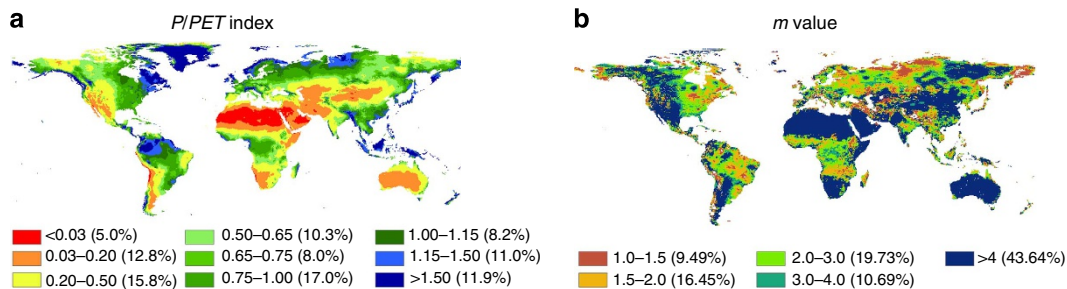 a P/PET index
<0.03 (5.0%) 0.50–0.65 (10.3%) 1.00–1.15 (8.2%)
0.03–0.20 (12.8%) 0.65–0.75 (8.0%) 1.15–1.50 (11.0%)
0.20–0.50 (15.8%) 0.75–1.00 (17.0%) >1.50 (11.9%)
b m value
1.0–1.5 (9.49%) 2.0–3.0 (19.73%) >4 (43.64%)
1.5–2.0 (16.45%) 3.0–4.0 (10.69%)